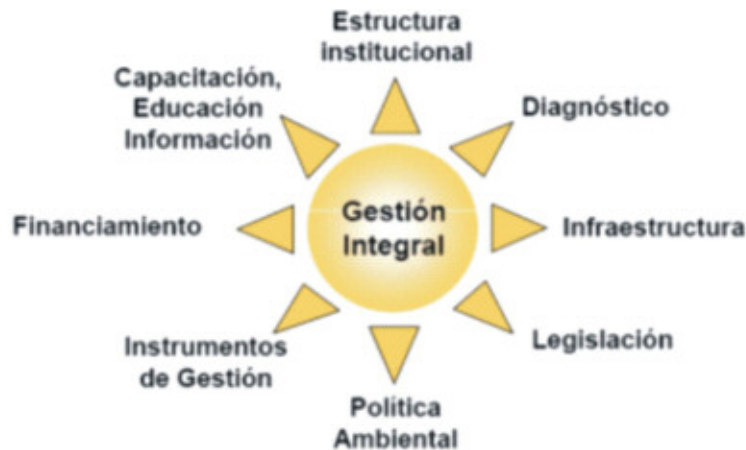 Estructura
institucional
Capacitación,
Educación
Información
Diagnóstico
Financiamiento
Gestión
Integral
Infraestructura
Instrumentos
de Gestión
Legislación
Política
Ambiental